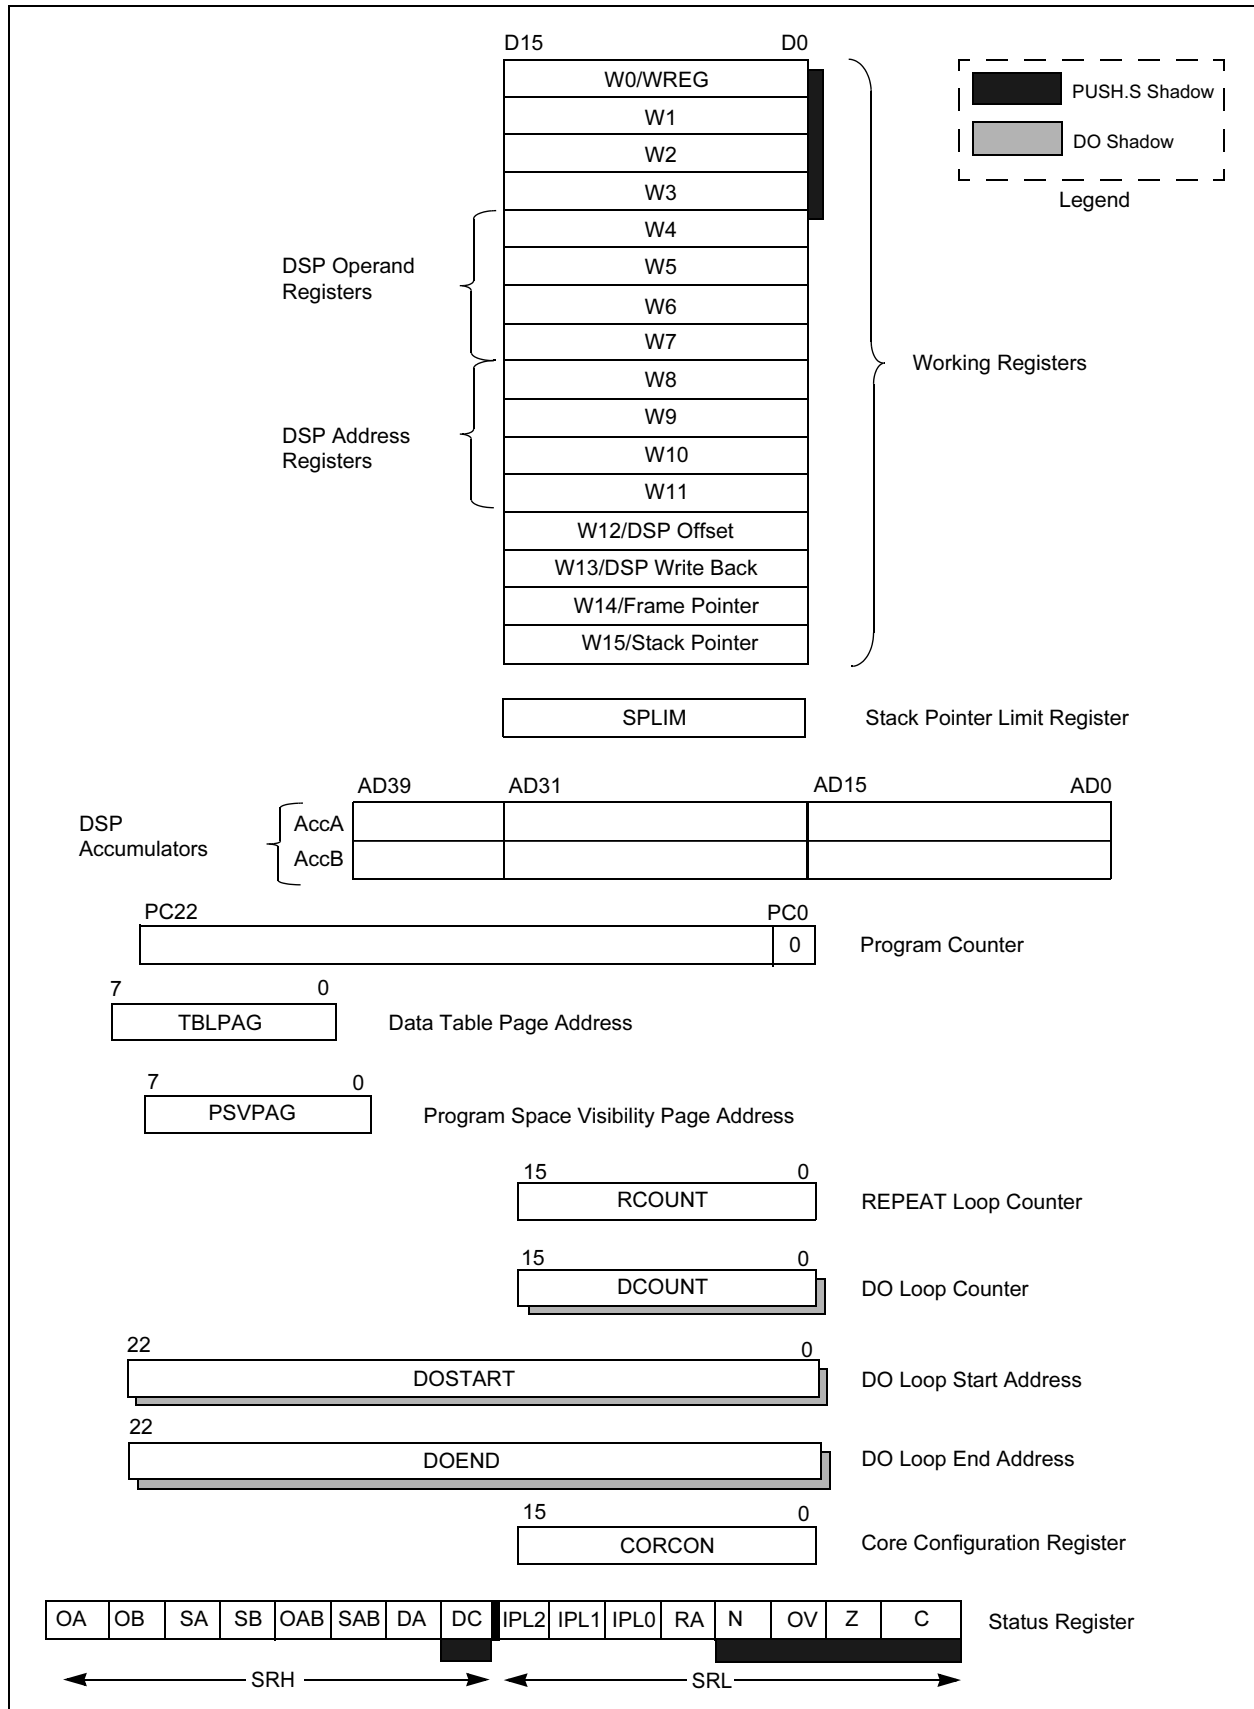 D15 D0
W0/WREG
W1
W2
W3
W4
W5
W6
W7
W8
W9
W10
W11
W12/DSP Offset
W13/DSP Write Back
W14/Frame Pointer
W15/Stack Pointer
PUSH.S Shadow
DO Shadow
Legend
DSP Operand
Registers
DSP Address
Registers
Working Registers
SPLIM Stack Pointer Limit Register
AD39 AD31 AD15 AD0
DSP
Accumulators
AccA
AccB
PC22 PC0
0 Program Counter
7 0
TBLPAG Data Table Page Address
7 0
PSVPAG Program Space Visibility Page Address
15 0
RCOUNT REPEAT Loop Counter
15 0
DCOUNT DO Loop Counter
22 0
DOSTART DO Loop Start Address
22
DOEND DO Loop End Address
15 0
CORCON Core Configuration Register
OA OB SA SB OAB SAB DA DC IPL2 IPL1 IPL0 RA N OV Z C Status Register
SRH SRL